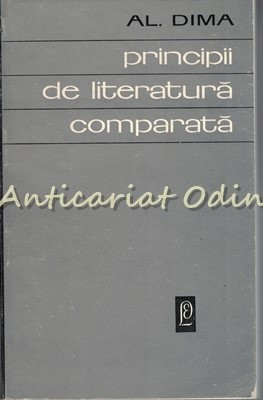 AL. DIMA
principii
de literatură
comparată
Anticariat Odin